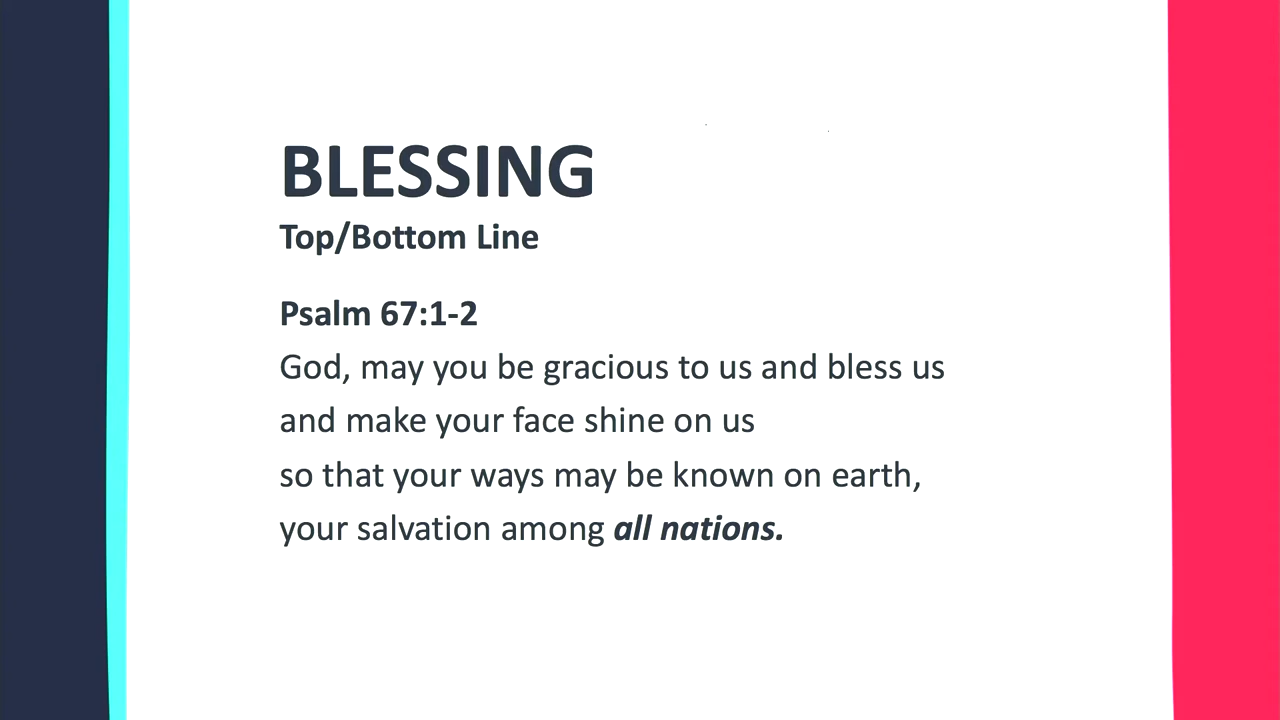 BLESSING
Top/Bottom Line
Psalm 67:1-2
God, may you be gracious to us and bless us
and make your face shine on us
so that your ways may be known on earth,
your salvation among all nations.